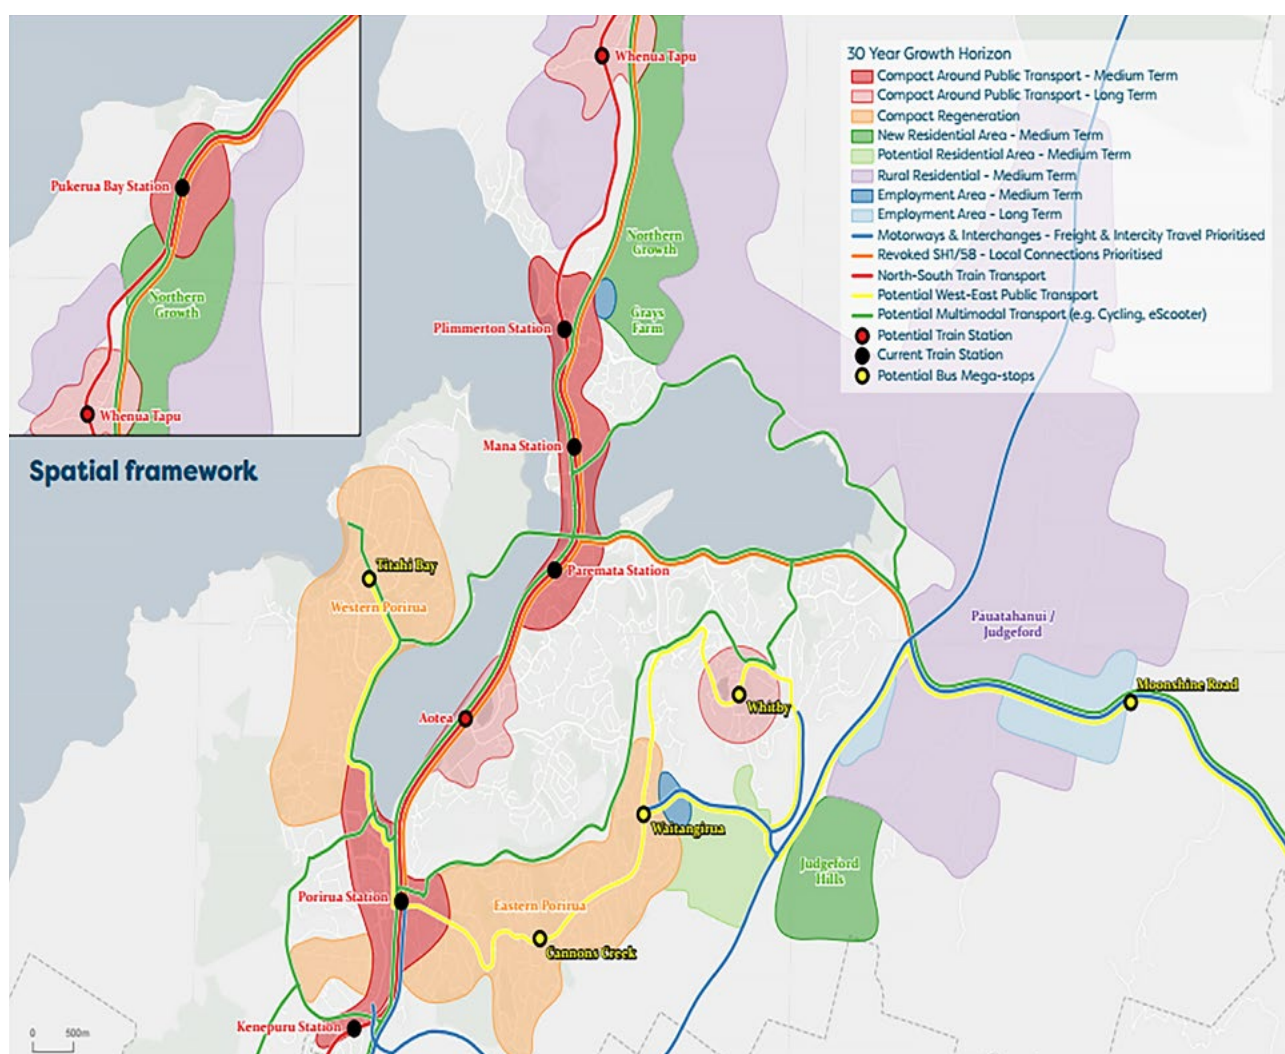 Pukerua Bay Station
Northern
Growth
Whenua Tapu
Spatial framework
Whenua Tapu
30 Year Growth Horizon
Compact Around Public Transport - Medium Term
Compact Around Public Transport - Long Term
Compact Regeneration
New Residential Area - Medium Term
Potential Residential Area - Medium Term
Rural Residential - Medium Term
Employment Area - Medium Term
Employment Area - Long Term
Motorways & Interchanges - Freight & Intercity Travel Prioritised
Revoked SH1/58 - Local Connections Prioritised
North-South Train Transport
Potential West-East Public Transport
Potential Multimodal Transport (e.g. Cycling, eScooter)
Potential Train Station
Current Train Station
Potential Bus Mega-stops
Northern
Growth
Grays
Farm
Plimmerton Station
Mana Station
Titahi Bay
Paremata Station
Western Porirua
Pauatahanui /
Judgeford
Moonshine Road
Whitby
Aotea
Waitangirua
Judgeford
Hills
Porirua Station
Eastern Porirua
Cannons Creek
Kenepuru Station
0 500m